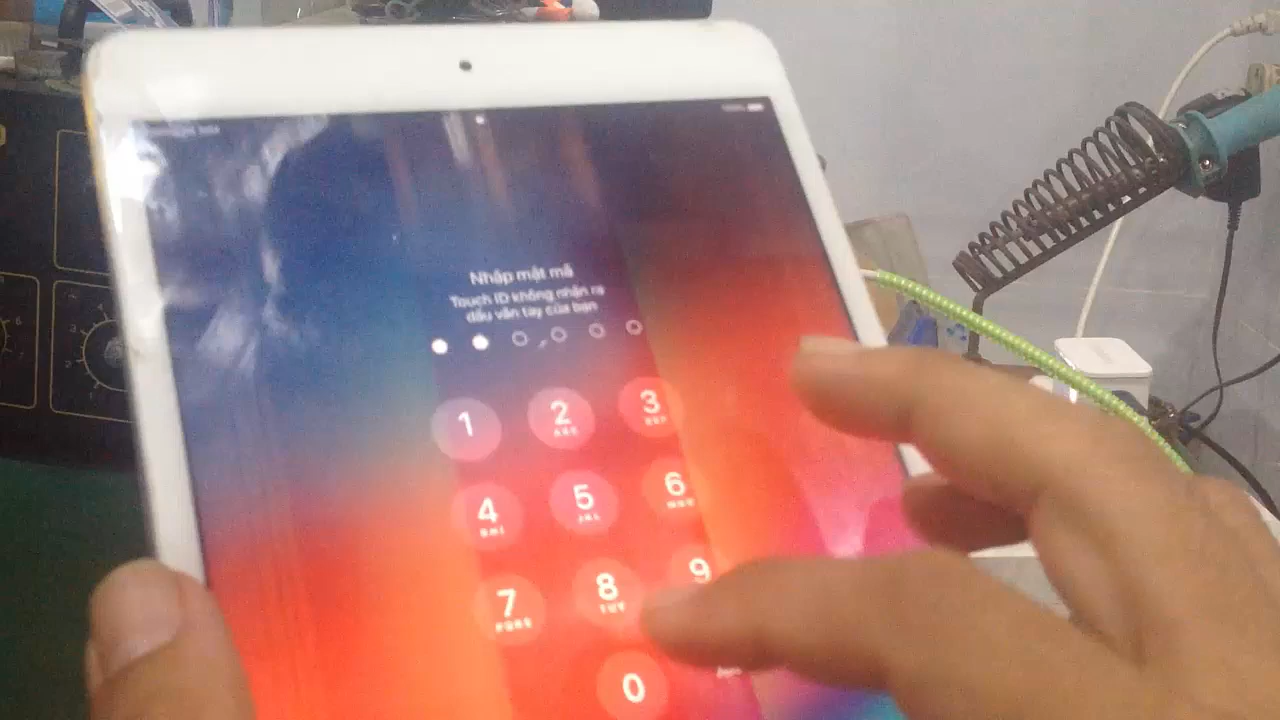 Nhập mật mã
Touch ID không nhận ra
dấu vân tay của bạn
1
2
ABC
3
DEF
4
GHI
5
JKL
6
MNO
7
PQRS
8
TUV
9
0